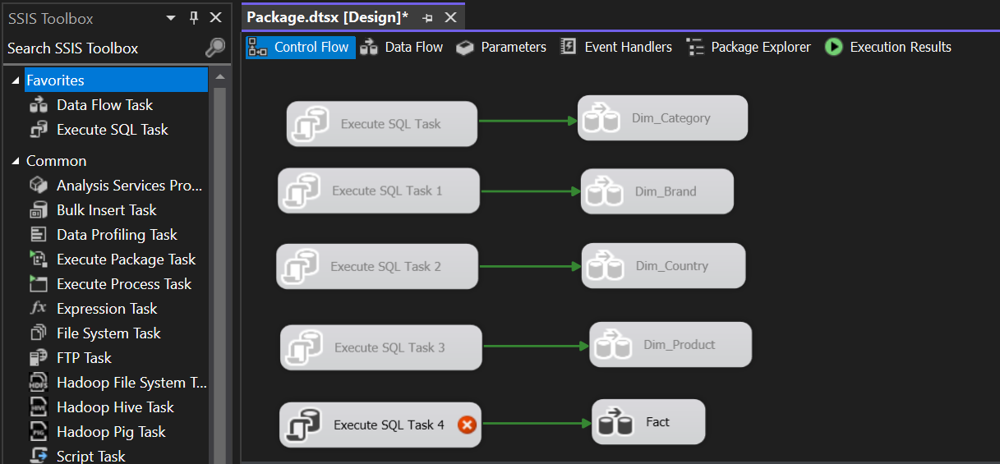 SSIS Toolbox
Search SSIS Toolbox
Favorites
Data Flow Task
Execute SQL Task
Common
Analysis Services Pro...
Bulk Insert Task
Data Profiling Task
Execute Package Task
Execute Process Task
Expression Task
File System Task
FTP Task
Hadoop File System T...
Hadoop Hive Task
Hadoop Pig Task
Script Task
Package.dtsx [Design]*
Control Flow
Data Flow
Parameters
Event Handlers
Package Explorer
Execution Results
Execute SQL Task
Dim_Category
Execute SQL Task 1
Dim_Brand
Execute SQL Task 2
Dim_Country
Execute SQL Task 3
Dim_Product
Execute SQL Task 4
Fact